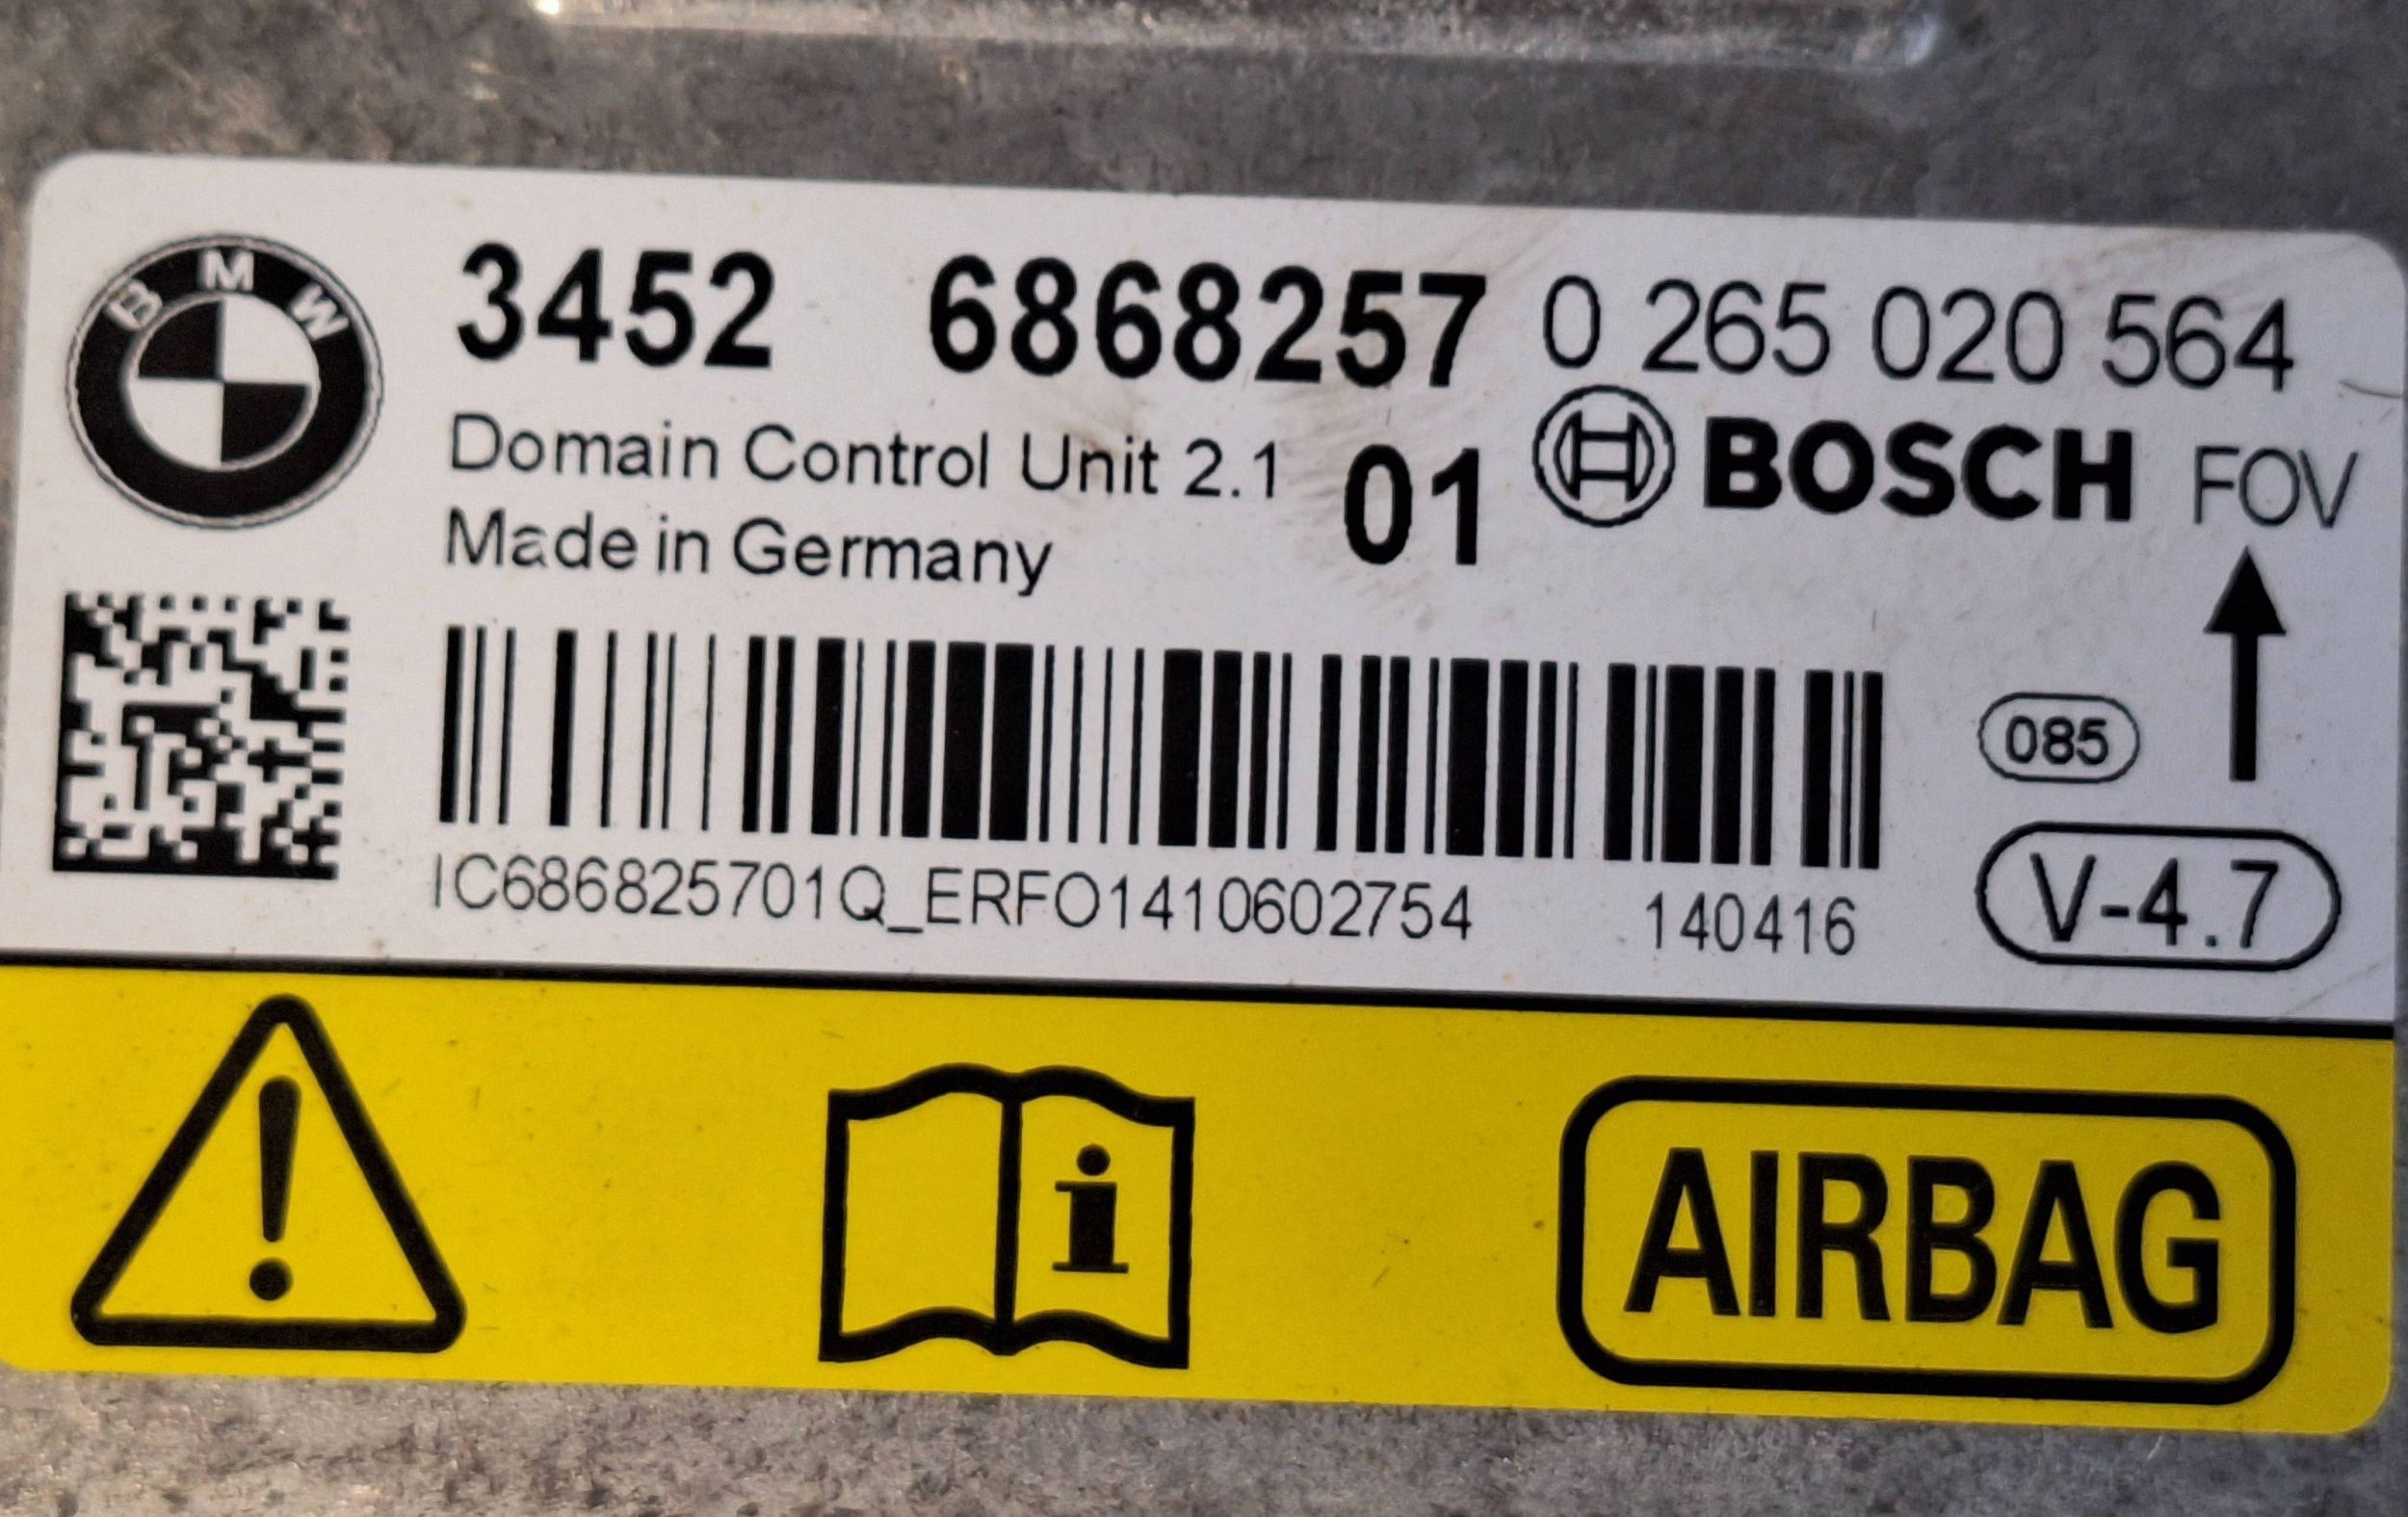 BMW
3452 6868257 0 265 020 564
Domain Control Unit 2.1 01 BOSCH FOV
Made in Germany
085
IC686825701Q_ERFO1410602754 140416 V-4.7
i AIRBAG